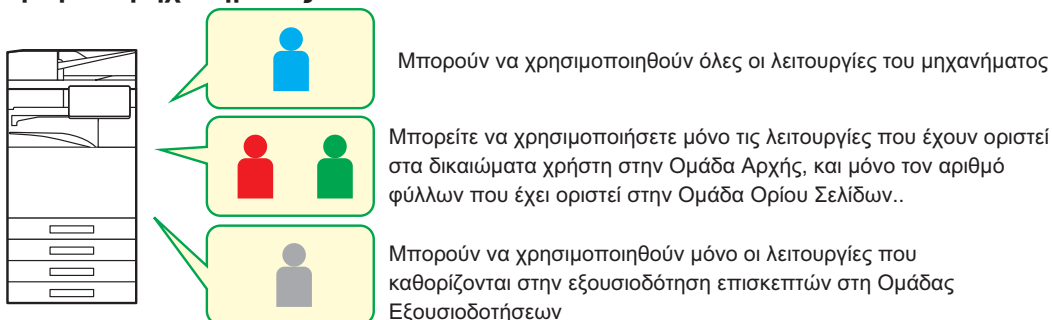 Μπορούν να χρησιμοποιηθούν όλες οι λειτουργίες του μηχανήματος
Μπορείτε να χρησιμοποιήσετε μόνο τις λειτουργίες που έχουν οριστεί
στα δικαιώματα χρήστη στην Ομάδα Αρχής, και μόνο τον αριθμό
φύλλων που έχει οριστεί στην Ομάδα Ορίου Σελίδων..
Μπορούν να χρησιμοποιηθούν μόνο οι λειτουργίες που
καθορίζονται στην εξουσιοδότηση επισκεπτών στη Ομάδας
Εξουσιοδοτήσεων